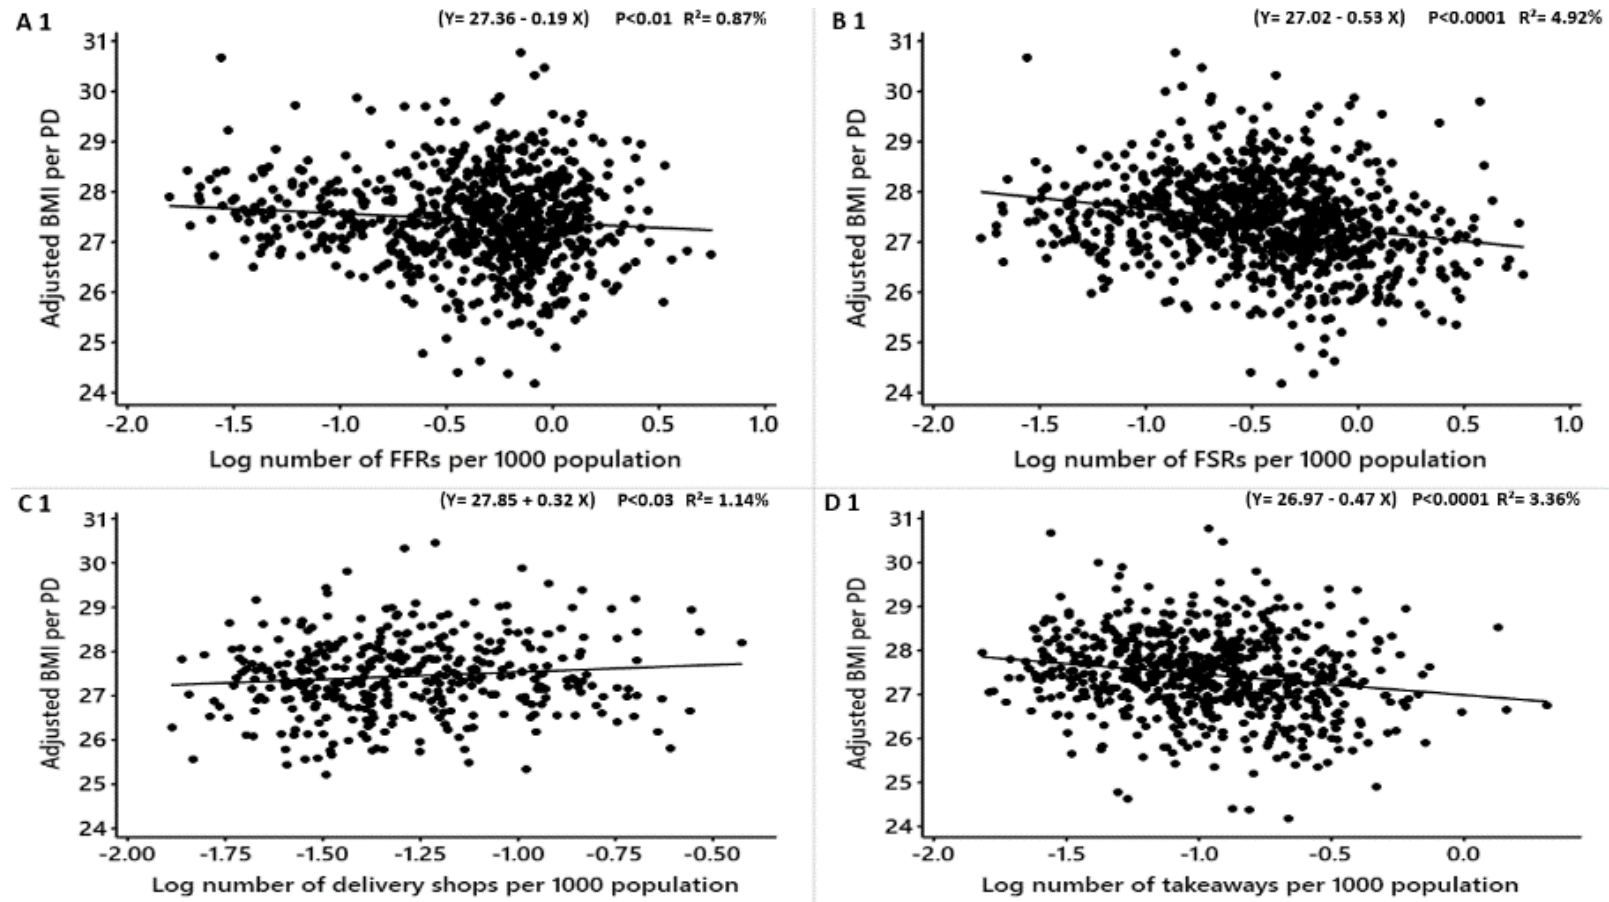 A 1
(Y= 27.36 - 0.19 X) P<0.01 R²= 0.87%
31
30
29
28
27
26
25
24
Adjusted BMI per PD
-2.0 -1.5 -1.0 -0.5 0.0 0.5 1.0
Log number of FFRs per 1000 population
B 1
(Y= 27.02 - 0.53 X) P<0.0001 R²= 4.92%
31
30
29
28
27
26
25
24
Adjusted BMI per PD
-2.0 -1.5 -1.0 -0.5 0.0 0.5 1.0
Log number of FSRs per 1000 population
C 1
(Y= 27.85 + 0.32 X) P<0.03 R²= 1.14%
31
30
29
28
27
26
25
24
Adjusted BMI per PD
-2.00 -1.75 -1.50 -1.25 -1.00 -0.75 -0.50
Log number of delivery shops per 1000 population
D 1
(Y= 26.97 - 0.47 X) P<0.0001 R²= 3.36%
31
30
29
28
27
26
25
24
Adjusted BMI per PD
-2.0 -1.5 -1.0 -0.5 0.0
Log number of takeaways per 1000 population